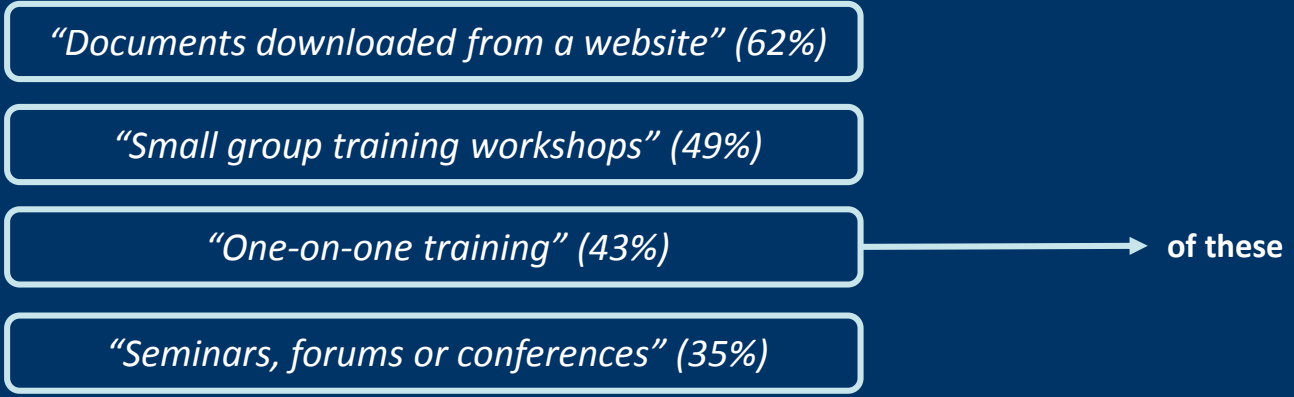 “Documents downloaded from a website” (62%)
“Small group training workshops” (49%)
“One-on-one training” (43%)
of these
“Seminars, forums or conferences” (35%)